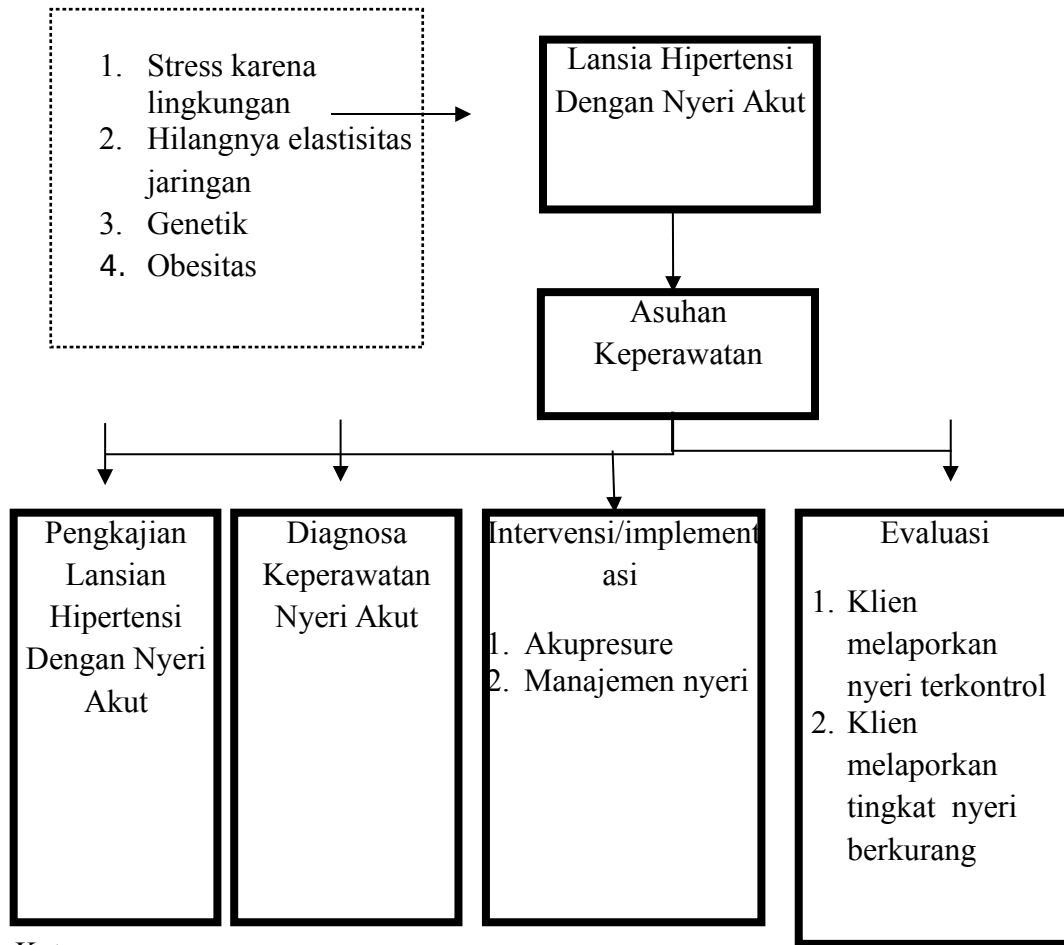 1. Stress karena
lingkungan
2. Hilangnya elastisitas
jaringan
3. Genetik
4. Obesitas
Lansia Hipertensi
Dengan Nyeri Akut
Asuhan
Keperawatan
Pengkajian
Lansian
Hipertensi
Dengan Nyeri
Akut
Diagnosa
Keperawatan
Nyeri Akut
Intervensi/implement
asi
1. Akupresure
2. Manajemen nyeri
Evaluasi
1. Klien
melaporkan
nyeri terkontrol
2. Klien
melaporkan
tingkat nyeri
berkurang